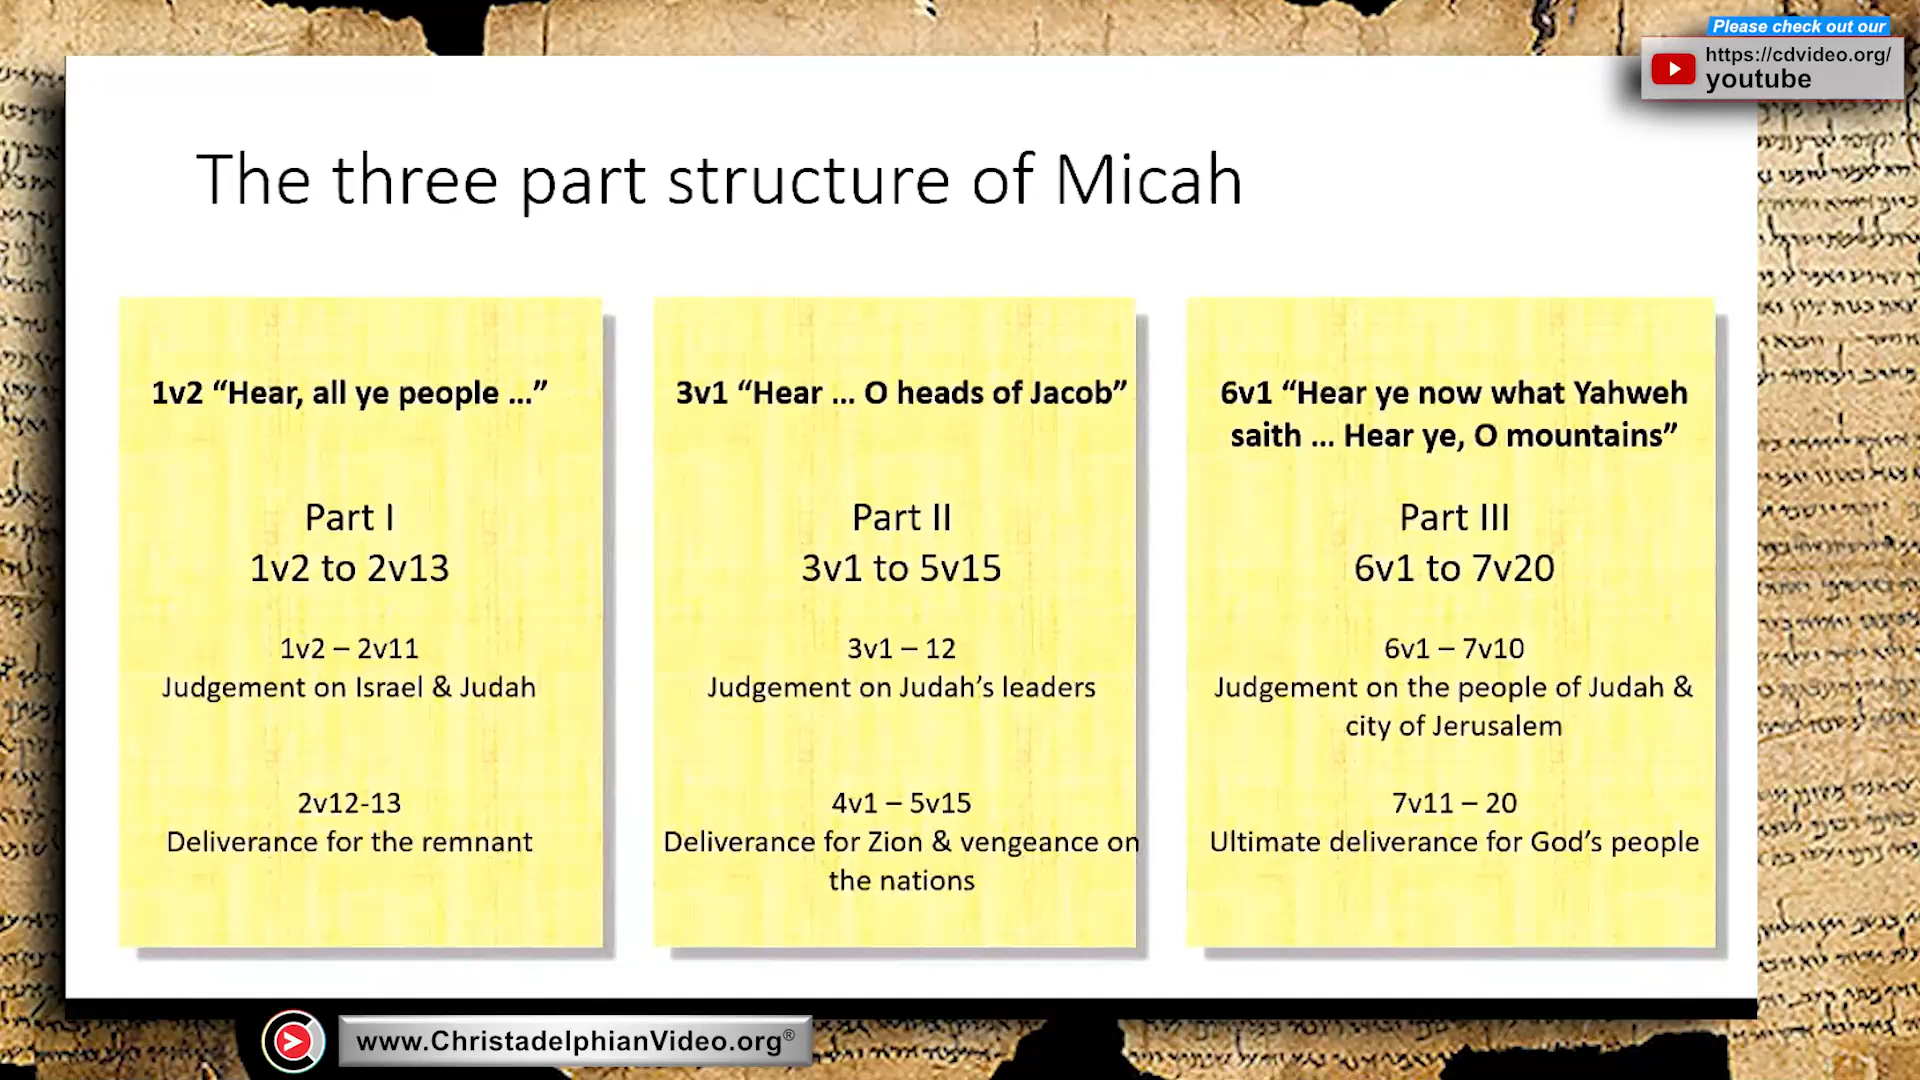 Please check out our
https://cdvideo.org/
youtube
The three part structure of Micah
1v2 “Hear, all ye people ...”
Part I
1v2 to 2v13
1v2 – 2v11
Judgement on Israel & Judah
2v12-13
Deliverance for the remnant
3v1 “Hear ... O heads of Jacob”
Part II
3v1 to 5v15
3v1 – 12
Judgement on Judah’s leaders
4v1 – 5v15
Deliverance for Zion & vengeance on
the nations
6v1 “Hear ye now what Yahweh
saith ... Hear ye, O mountains”
Part III
6v1 to 7v20
6v1 – 7v10
Judgement on the people of Judah &
city of Jerusalem
7v11 – 20
Ultimate deliverance for God’s people
www.ChristadelphianVideo.org®